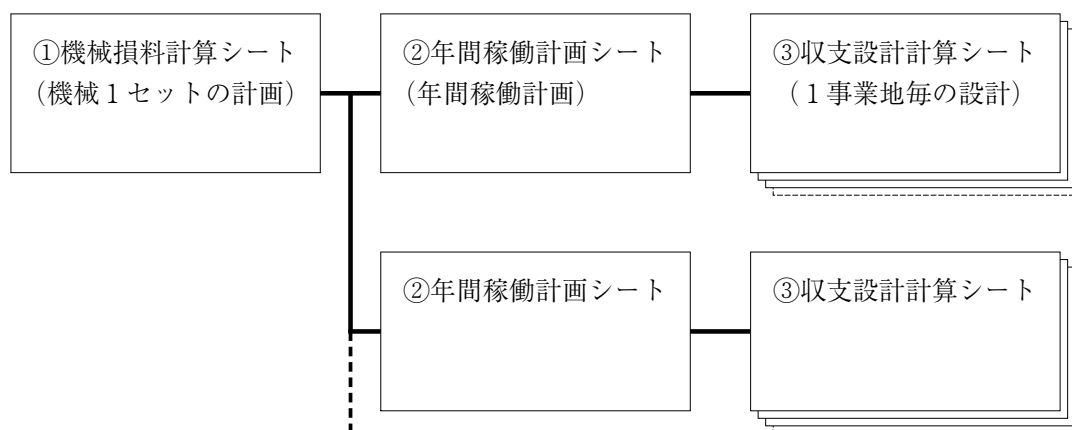 ①機械損料計算シート
（機械１セットの計画）
②年間稼働計画シート
（年間稼働計画）
③収支設計計算シート
（１事業地毎の設計）
②年間稼働計画シート
③収支設計計算シート